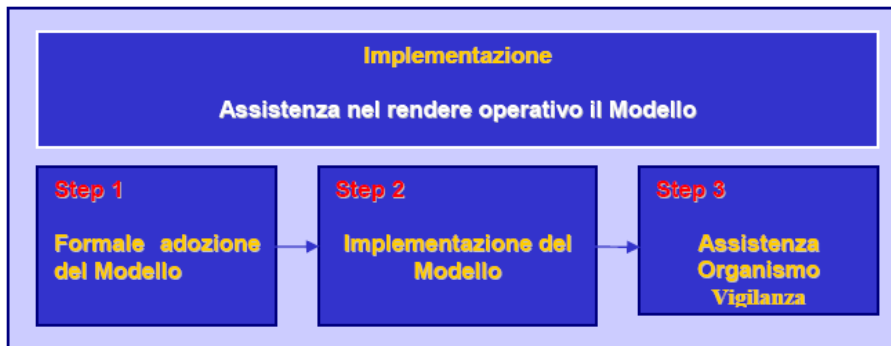 Implementazione
Assistenza nel rendere operativo il Modello
Step 1
Formale adozione
del Modello
Step 2
Implementazione del
Modello
Step 3
Assistenza
Organismo
Vigilanza